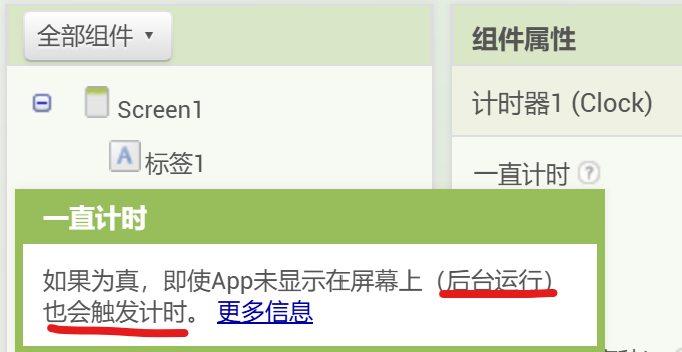 全部组件 ▼
组件属性
Screen1
计时器1 (Clock)
A 标签1
一直计时 ?
一直计时
如果为真，即使App未显示在屏幕上（后台运行）
也会触发计时。 更多信息